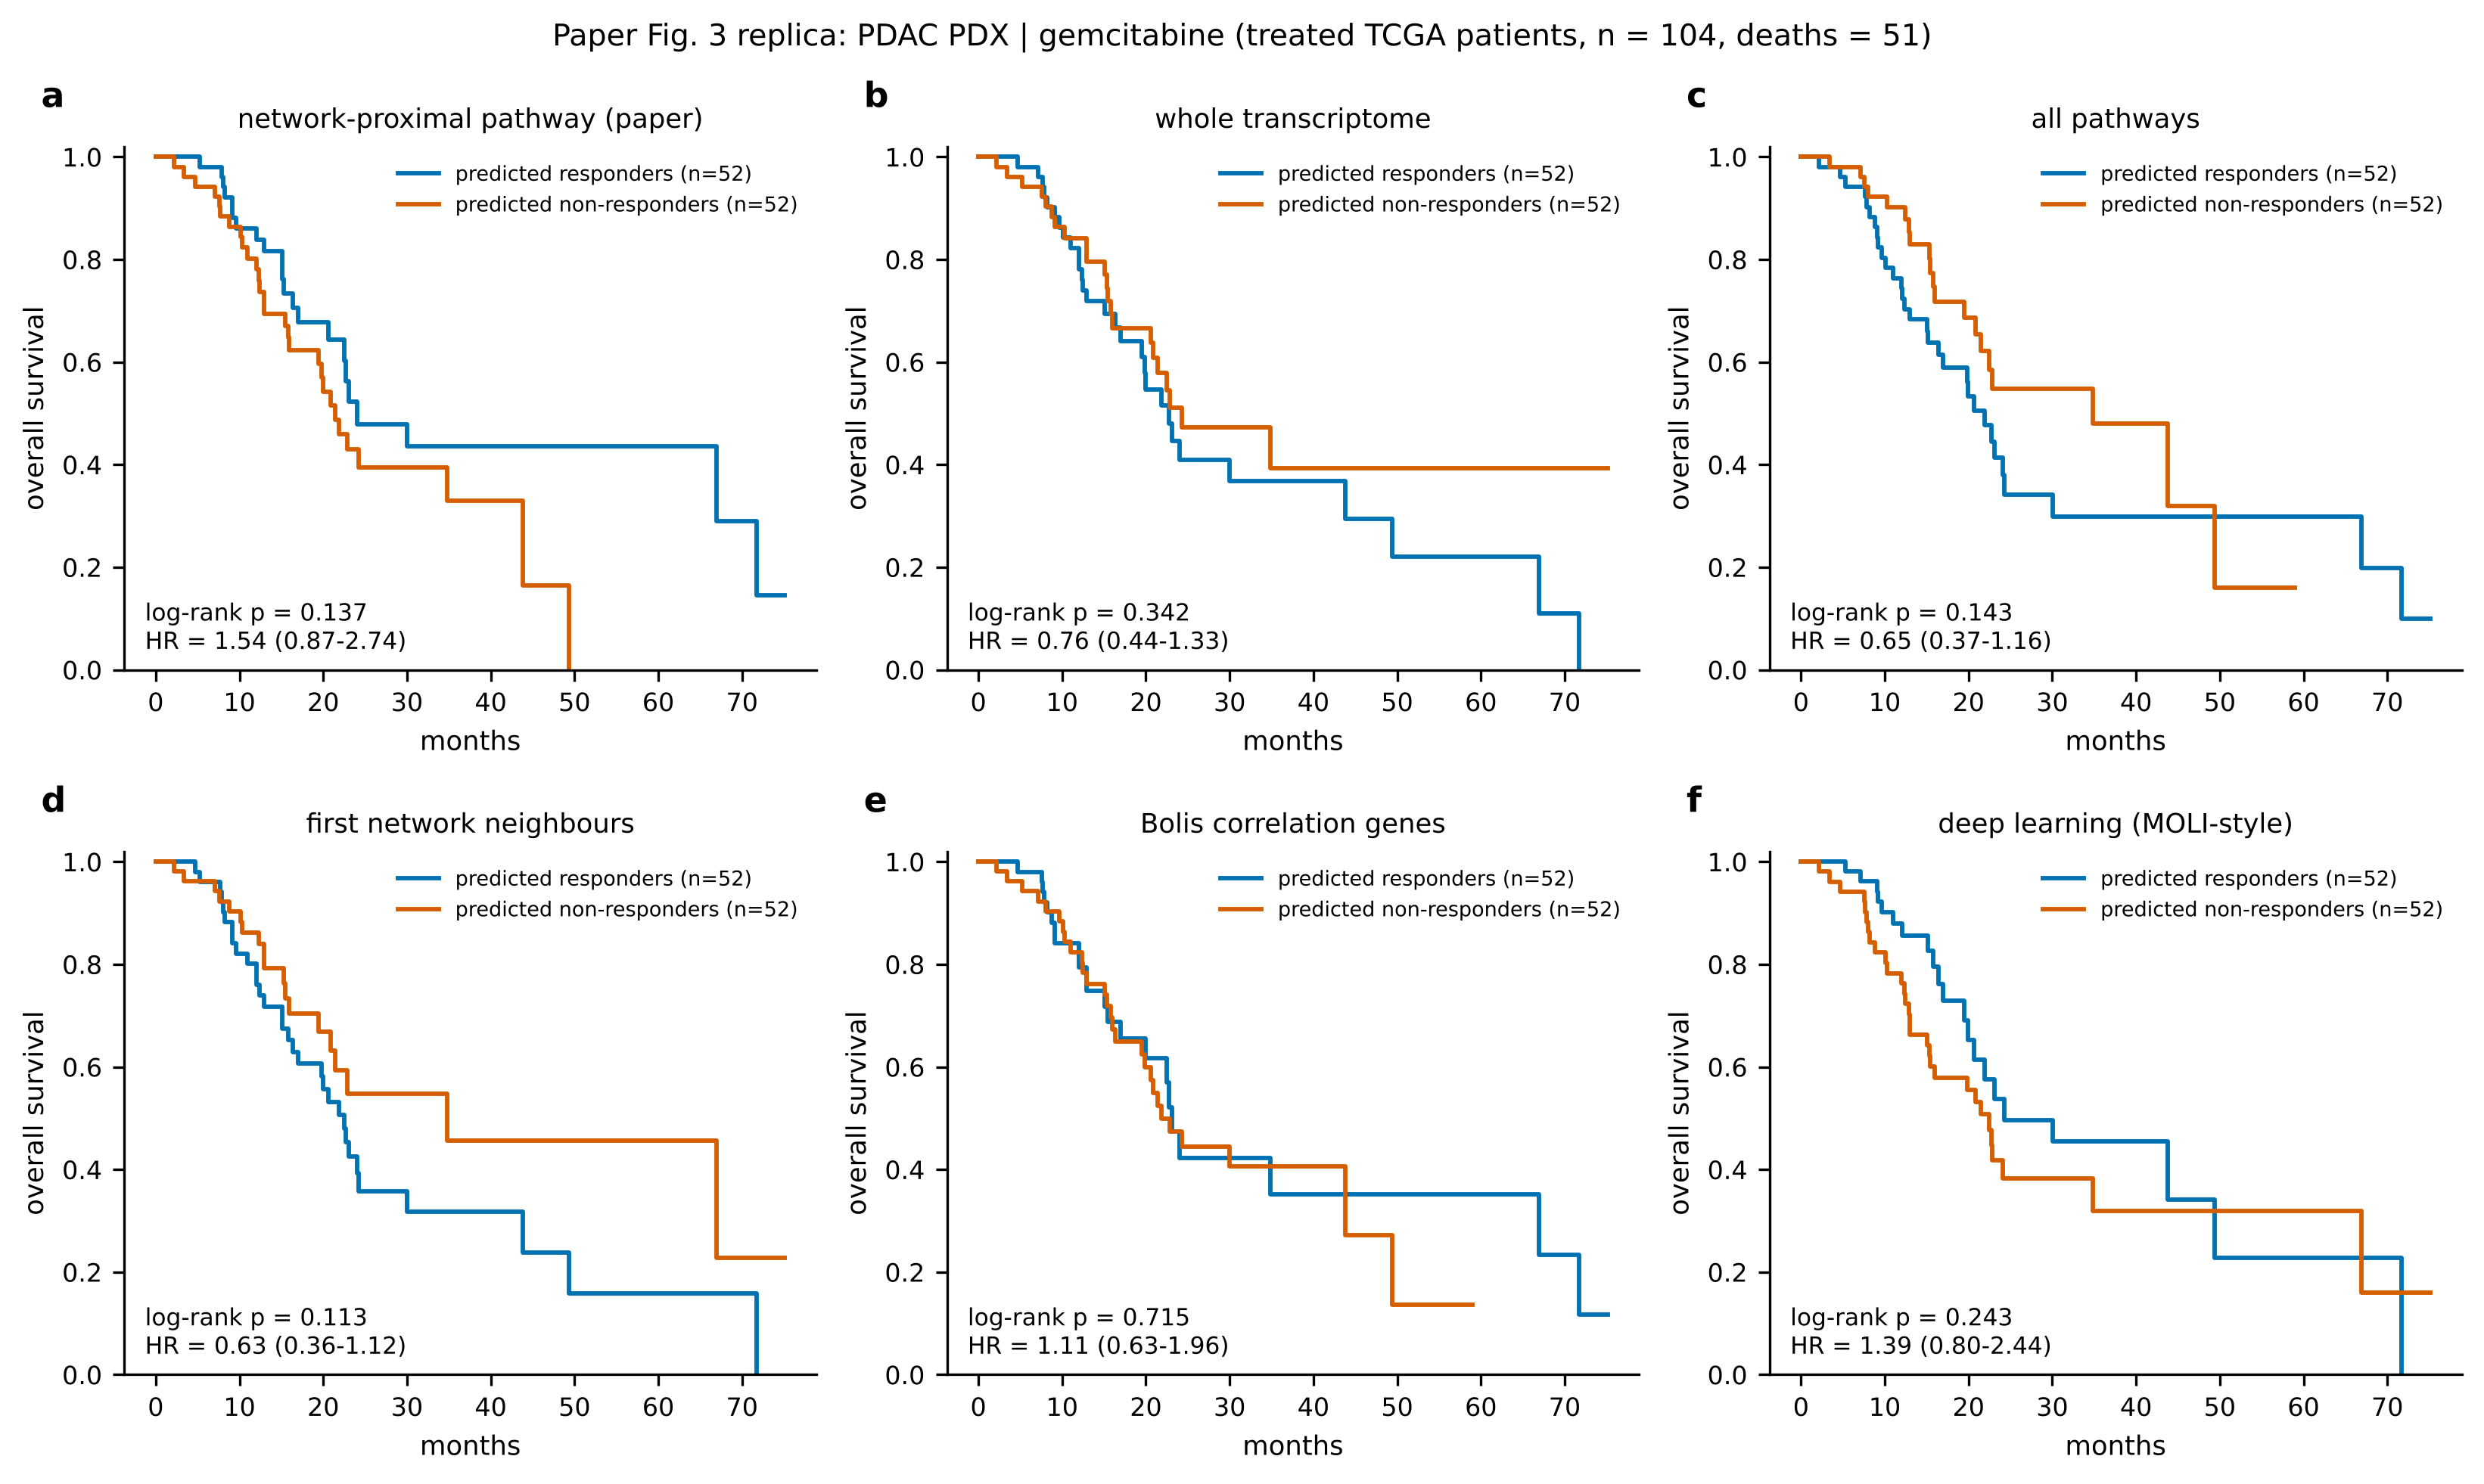 Paper Fig. 3 replica: PDAC PDX | gemcitabine (treated TCGA patients, n = 104, deaths = 51)
a
network-proximal pathway (paper)
predicted responders (n=52)
predicted non-responders (n=52)
overall survival
1.0
0.8
0.6
0.4
0.2
0.0
log-rank p = 0.137
HR = 1.54 (0.87-2.74)
0 10 20 30 40 50 60 70
months
b
whole transcriptome
predicted responders (n=52)
predicted non-responders (n=52)
overall survival
1.0
0.8
0.6
0.4
0.2
0.0
log-rank p = 0.342
HR = 0.76 (0.44-1.33)
0 10 20 30 40 50 60 70
months
c
all pathways
predicted responders (n=52)
predicted non-responders (n=52)
overall survival
1.0
0.8
0.6
0.4
0.2
0.0
log-rank p = 0.143
HR = 0.65 (0.37-1.16)
0 10 20 30 40 50 60 70
months
d
first network neighbours
predicted responders (n=52)
predicted non-responders (n=52)
overall survival
1.0
0.8
0.6
0.4
0.2
0.0
log-rank p = 0.113
HR = 0.63 (0.36-1.12)
0 10 20 30 40 50 60 70
months
e
Bolis correlation genes
predicted responders (n=52)
predicted non-responders (n=52)
overall survival
1.0
0.8
0.6
0.4
0.2
0.0
log-rank p = 0.715
HR = 1.11 (0.63-1.96)
0 10 20 30 40 50 60 70
months
f
deep learning (MOLI-style)
predicted responders (n=52)
predicted non-responders (n=52)
overall survival
1.0
0.8
0.6
0.4
0.2
0.0
log-rank p = 0.243
HR = 1.39 (0.80-2.44)
0 10 20 30 40 50 60 70
months